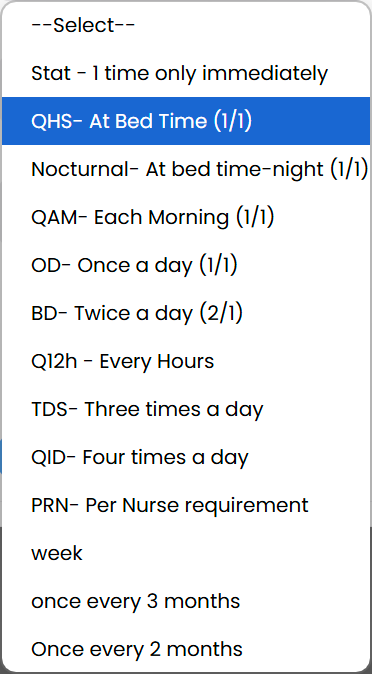 --Select--
Stat - 1 time only immediately
QHS- At Bed Time (1/1)
Nocturnal- At bed time-night (1/1)
QAM- Each Morning (1/1)
OD- Once a day (1/1)
BD- Twice a day (2/1)
Q12h - Every Hours
TDS- Three times a day
QID- Four times a day
PRN- Per Nurse requirement
week
once every 3 months
Once every 2 months